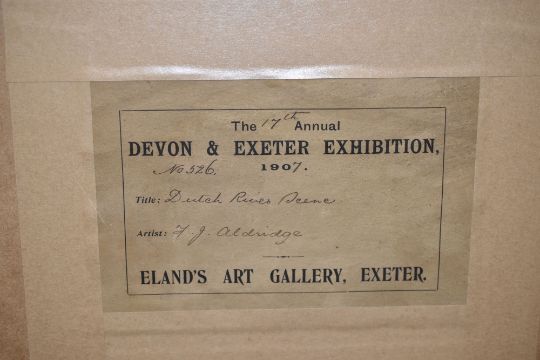 The 17th Annual
DEVON & EXETER EXHIBITION,
No 526. 1907.
Title: Dutch River Scene
Artist: F. J. Aldridge
ELAND'S ART GALLERY, EXETER.